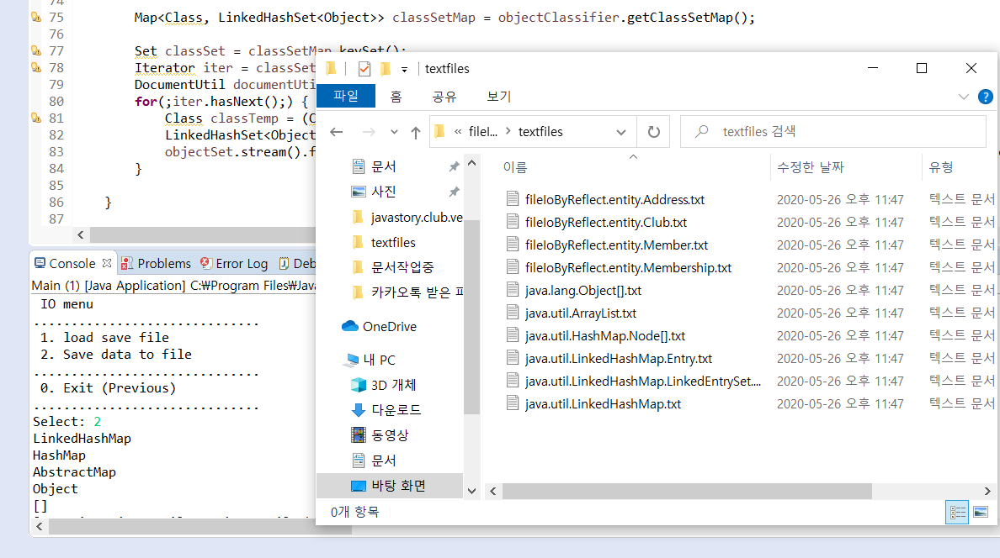 74
75 Map<Class, LinkedHashSet<Object>> classSetMap = objectClassifier.getClassSetMap();
76
77 Set classSet = classSetMap.keySet();
78 Iterator iter = classSet
79 DocumentUtil documentUti
80 for(;iter.hasNext();) {
81 Class classTemp = (C
82 LinkedHashSet<Object
83 objectSet.stream().f
84 }
85
86 }
87
Console Problems Error Log Deb
Main (1) [Java Application] C:₩Program Files₩Java
IO menu
..............................
1. load save file
2. Save data to file
..............................
0. Exit (Previous)
..............................
Select: 2
LinkedHashMap
HashMap
AbstractMap
Object
[]
textfiles
파일 홈 공유 보기
« fileI... > textfiles
textfiles 검색
문서
사진
javastory.club.ve
textfiles
문서작업중
카카오톡 받은 파
OneDrive
내 PC
3D 개체
다운로드
동영상
문서
바탕 화면
이름 수정한 날짜 유형
fileIoByReflect.entity.Address.txt 2020-05-26 오후 11:47 텍스트 문서
fileIoByReflect.entity.Club.txt 2020-05-26 오후 11:47 텍스트 문서
fileIoByReflect.entity.Member.txt 2020-05-26 오후 11:47 텍스트 문서
fileIoByReflect.entity.Membership.txt 2020-05-26 오후 11:47 텍스트 문서
java.lang.Object[].txt 2020-05-26 오후 11:47 텍스트 문서
java.util.ArrayList.txt 2020-05-26 오후 11:47 텍스트 문서
java.util.HashMap.Node[].txt 2020-05-26 오후 11:47 텍스트 문서
java.util.LinkedHashMap.Entry.txt 2020-05-26 오후 11:47 텍스트 문서
java.util.LinkedHashMap.LinkedEntrySet.... 2020-05-26 오후 11:47 텍스트 문서
java.util.LinkedHashMap.txt 2020-05-26 오후 11:47 텍스트 문서
0개 항목